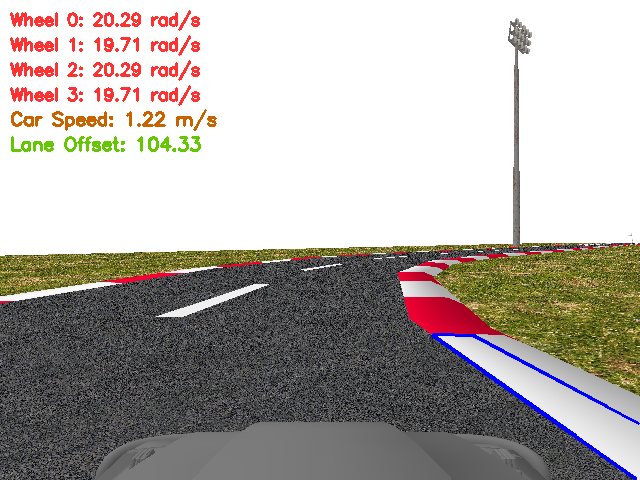 Wheel 0: 20.29 rad/s
Wheel 1: 19.71 rad/s
Wheel 2: 20.29 rad/s
Wheel 3: 19.71 rad/s
Car Speed: 1.22 m/s
Lane Offset: 104.33